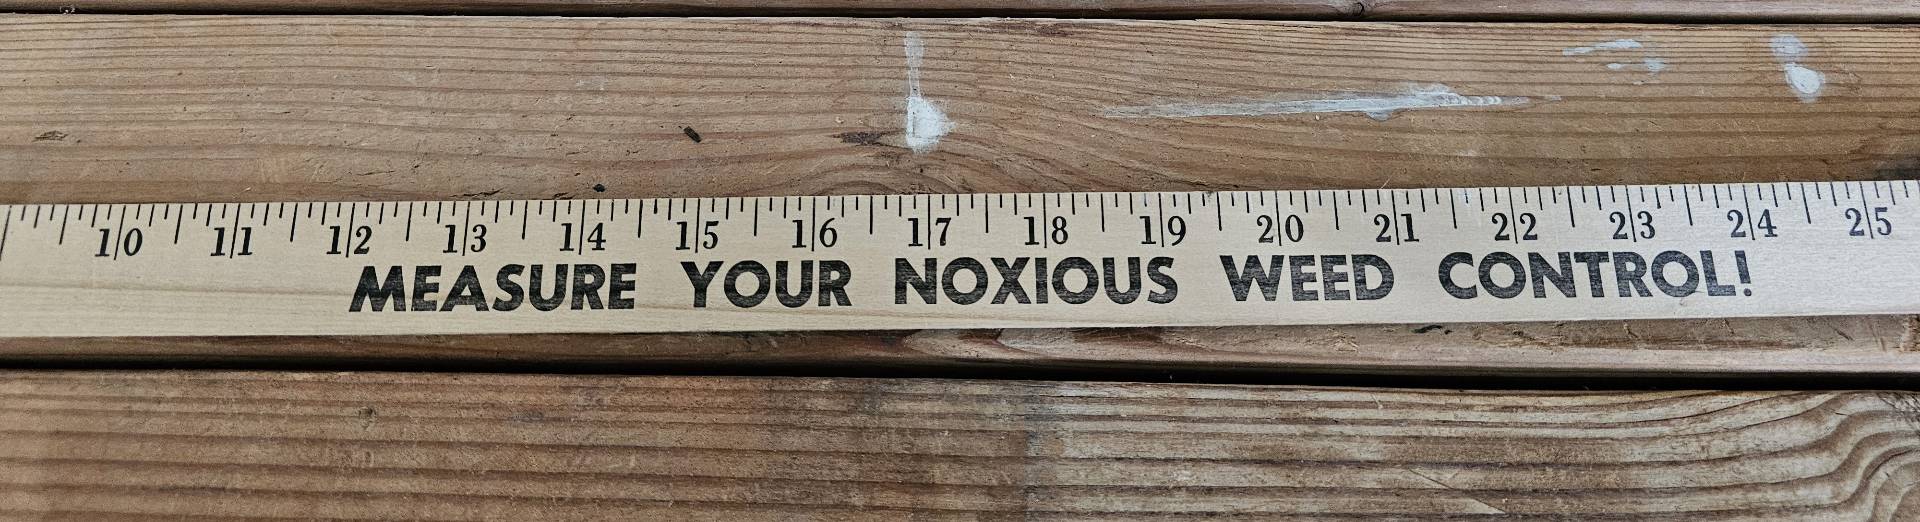 10 11 12 13 14 15 16 17 18 19 20 21 22 23 24 25
MEASURE YOUR NOXIOUS WEED CONTROL!